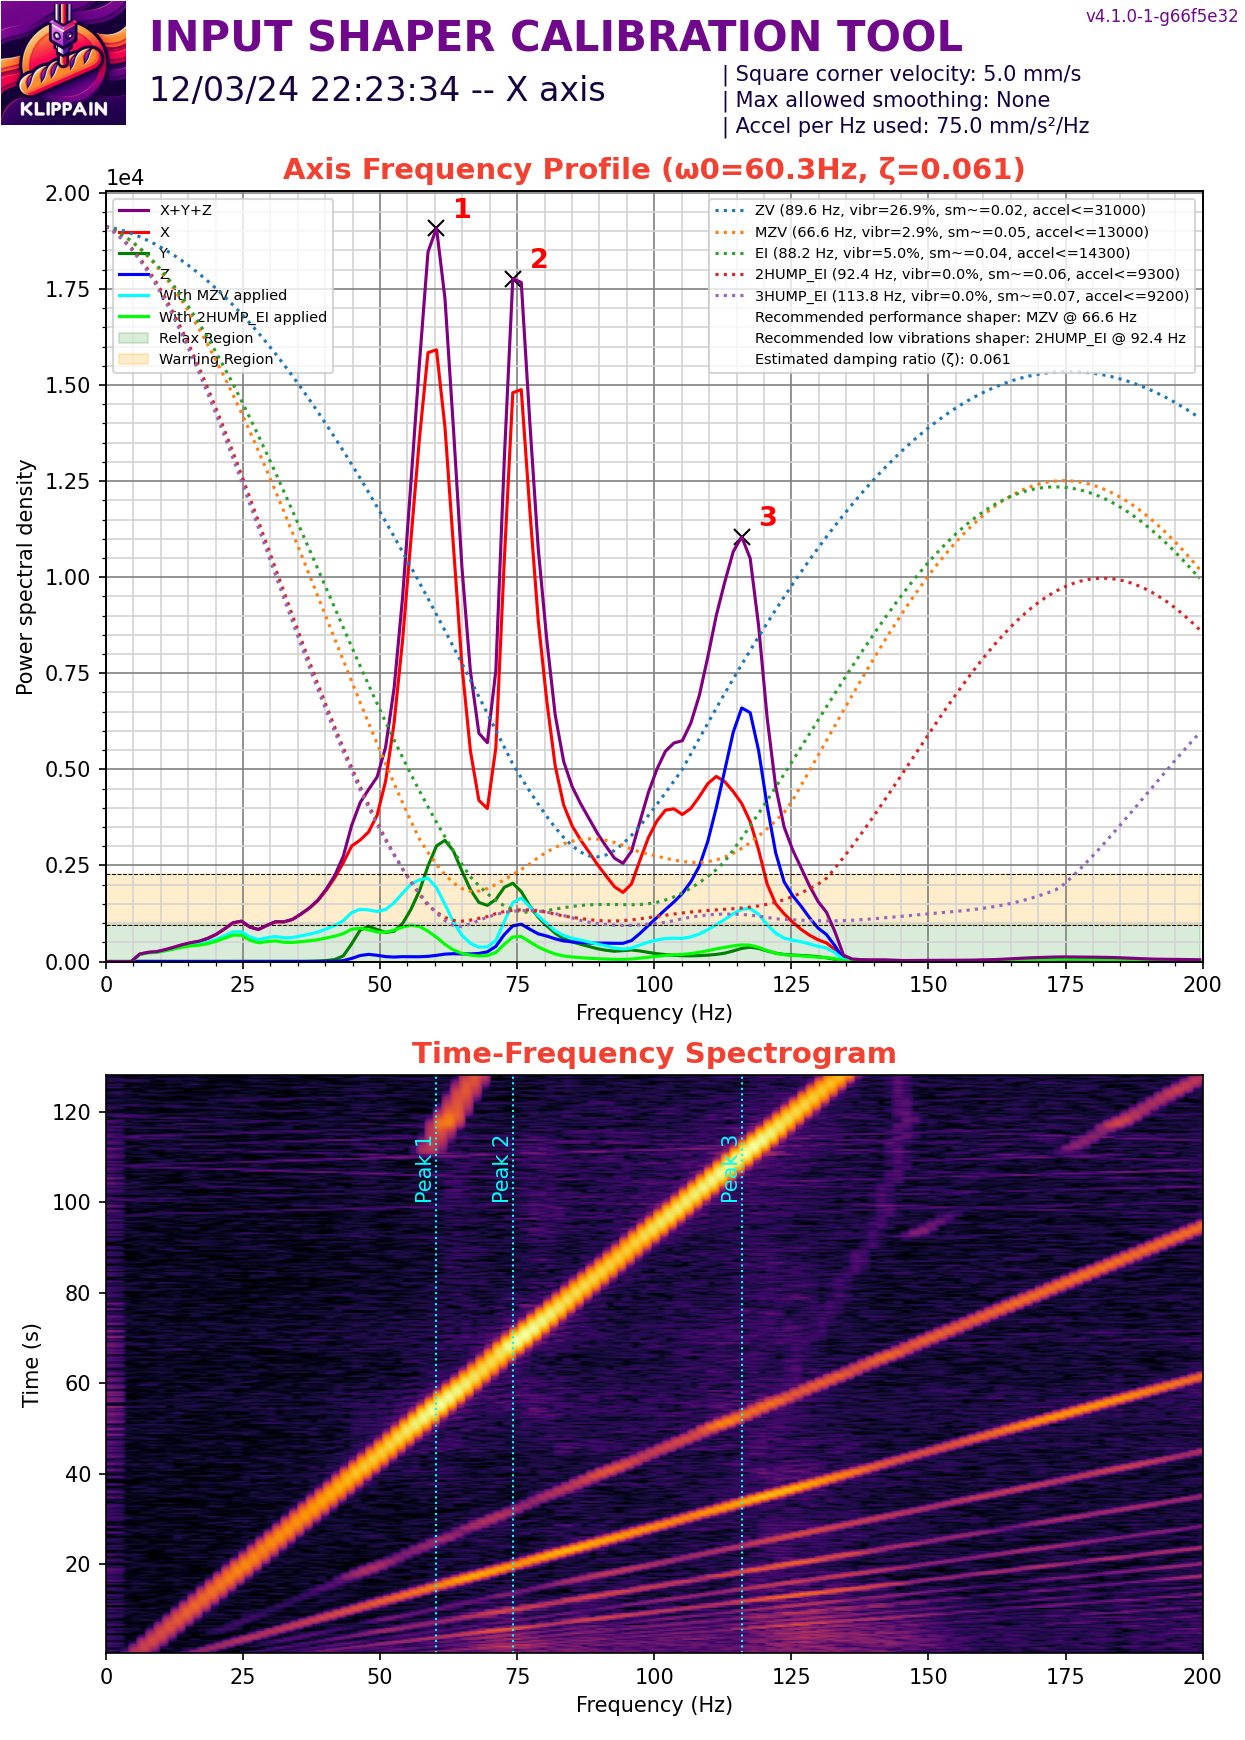 v4.1.0-1-g66f5e32
INPUT SHAPER CALIBRATION TOOL
12/03/24 22:23:34 -- X axis
| Square corner velocity: 5.0 mm/s
| Max allowed smoothing: None
| Accel per Hz used: 75.0 mm/s²/Hz
KLIPPAIN
Axis Frequency Profile (ω0=60.3Hz, ζ=0.061)
1e4
X+Y+Z
X
Y
Z
With MZV applied
With 2HUMP_EI applied
Relax Region
Warning Region
ZV (89.6 Hz, vibr=26.9%, sm~=0.02, accel<=31000)
MZV (66.6 Hz, vibr=2.9%, sm~=0.05, accel<=13000)
EI (88.2 Hz, vibr=5.0%, sm~=0.04, accel<=14300)
2HUMP_EI (92.4 Hz, vibr=0.0%, sm~=0.06, accel<=9300)
3HUMP_EI (113.8 Hz, vibr=0.0%, sm~=0.07, accel<=9200)
Recommended performance shaper: MZV @ 66.6 Hz
Recommended low vibrations shaper: 2HUMP_EI @ 92.4 Hz
Estimated damping ratio (ζ): 0.061
1
2
3
Power spectral density
2.00
1.75
1.50
1.25
1.00
0.75
0.50
0.25
0.00
0 25 50 75 100 125 150 175 200
Frequency (Hz)
Time-Frequency Spectrogram
Time (s)
120
100
80
60
40
20
Peak 1
Peak 2
Peak 3
0 25 50 75 100 125 150 175 200
Frequency (Hz)